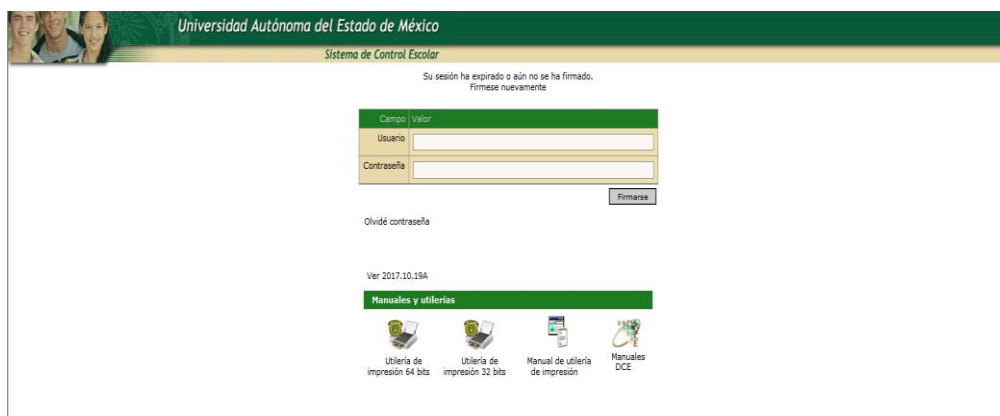 Universidad Autónoma del Estado de México
Sistema de Control Escolar
Su sesión ha expirado o aún no se ha firmado.
Fírmese nuevamente
Campo Valor
Usuario
Contraseña
Firmarse
Olvidé contraseña
Ver 2017.10.19A
Manuales y utilerías
Utilería de impresión 64 bits
Utilería de impresión 32 bits
Manual de utilería de impresión
Manuales DCE